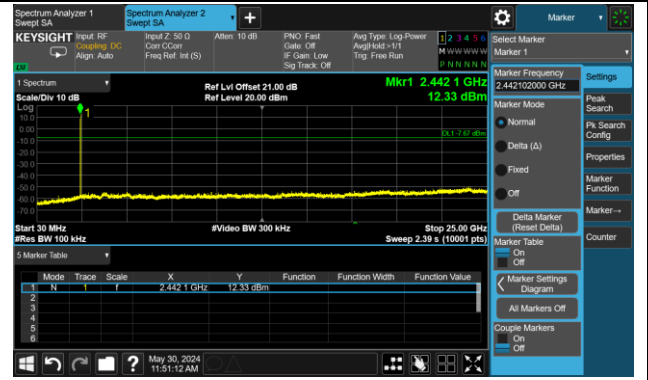 Spectrum Analyzer 1
Swept SA
Spectrum Analyzer 2
Swept SA
+
Marker
KEYSIGHT
Input: RF
Coupling: DC
Align: Auto
Input Z: 50 Ω
Corr CCorr
Freq Ref: Int (S)
Atten: 10 dB
PNO: Fast
Gate: Off
IF Gain: Low
Sig Track: Off
Avg Type: Log-Power
Avg|Hold:>1/1
Trig: Free Run
1 2 3 4 5 6
M W W W W W
P N N N N N
Select Marker
Marker 1
LXI
1 Spectrum
Scale/Div 10 dB
Ref Lvl Offset 21.00 dB
Ref Level 20.00 dBm
Mkr1 2.442 1 GHz
12.33 dBm
Log
1
10.0
0.00
-10.0
-20.0
-30.0
-40.0
-50.0
-60.0
-70.0
DL1 -7.67 dBm
Start 30 MHz
#Res BW 100 kHz
#Video BW 300 kHz
Stop 25.00 GHz
Sweep 2.39 s (10001 pts)
5 Marker Table
Mode Trace Scale X Y Function Function Width Function Value
1 N 1 f 2.442 1 GHz 12.33 dBm
2
3
4
5
6
Marker Frequency
2.442102000 GHz
Marker Mode
Normal
Delta (Δ)
Fixed
Off
Delta Marker
(Reset Delta)
Marker Table
On
Off
Marker Settings
Diagram
All Markers Off
Couple Markers
On
Off
Settings
Peak
Search
Pk Search
Config
Properties
Marker
Function
Marker→
Counter
?
May 30, 2024
11:51:12 AM